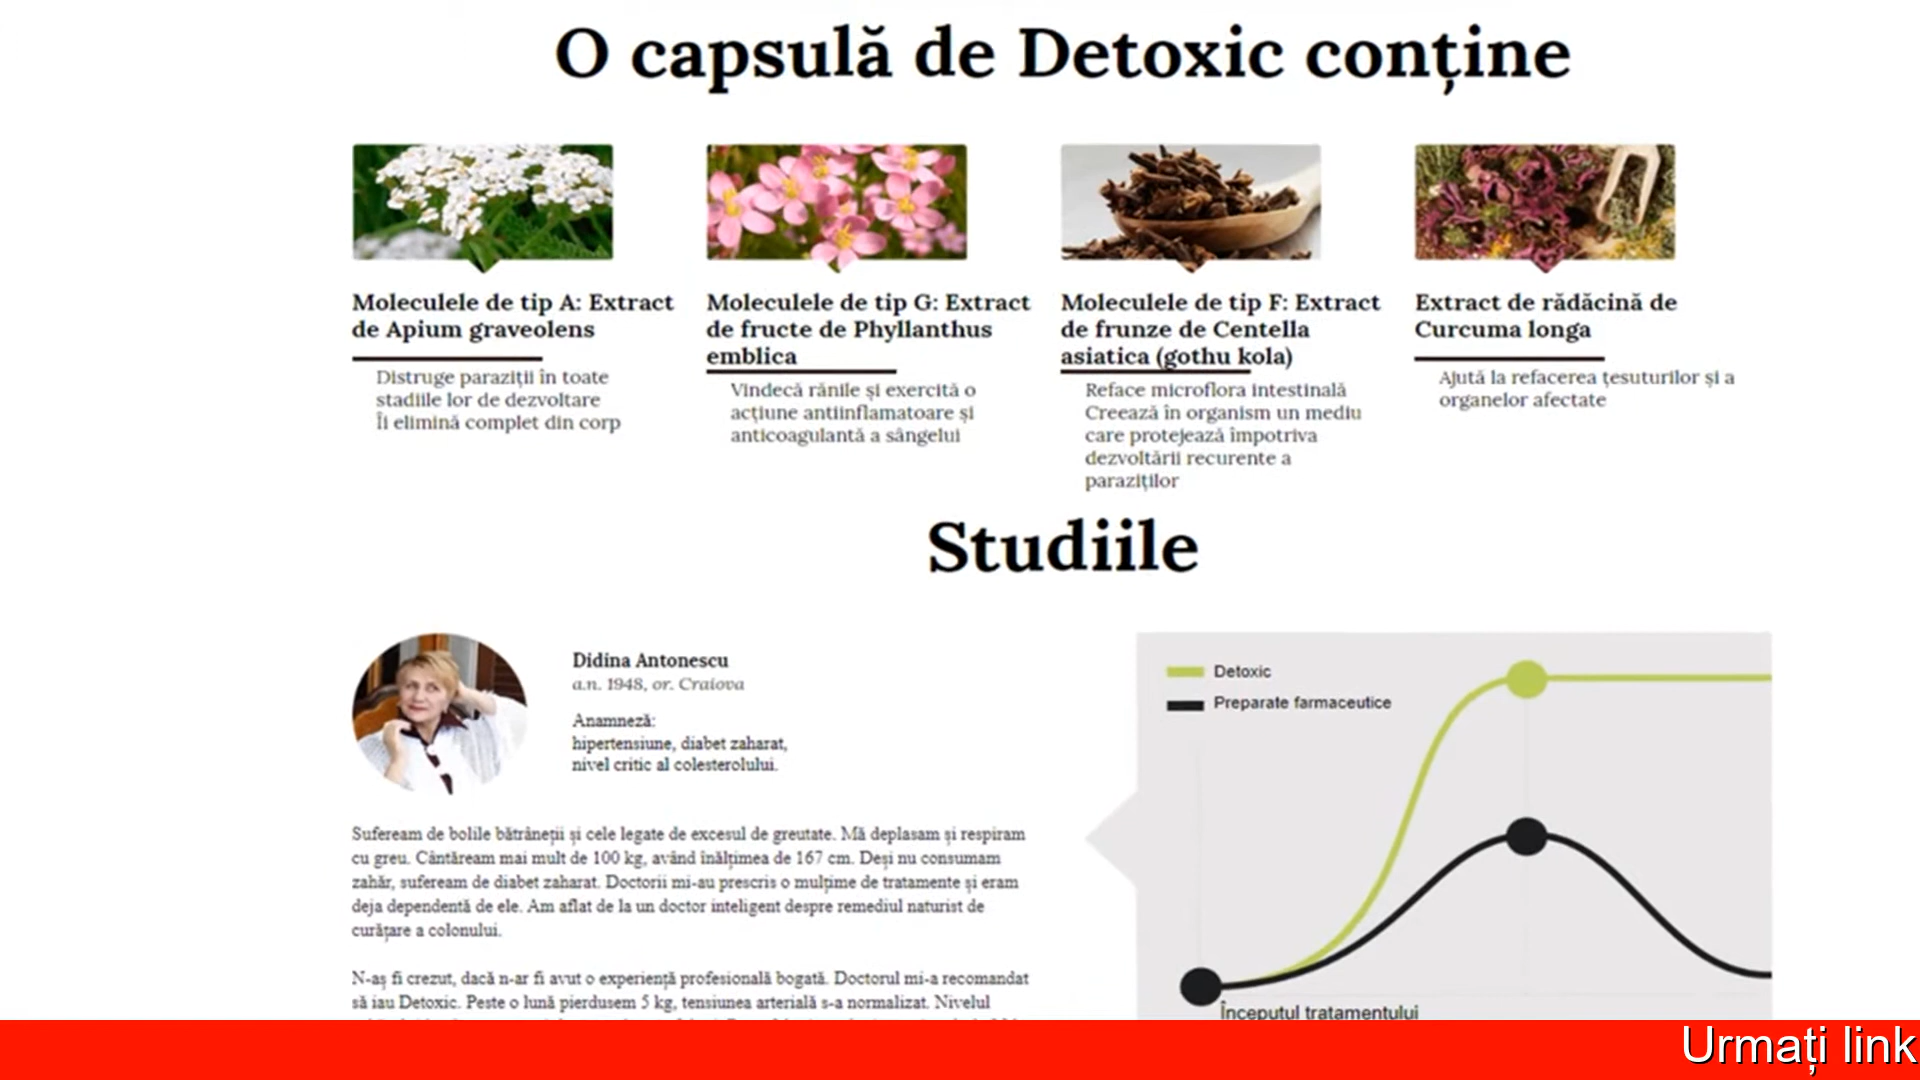 O capsulă de Detoxic conține
Moleculele de tip A: Extract
de Apium graveolens
Distruge paraziții în toate
stadiile lor de dezvoltare
Îi elimină complet din corp
Moleculele de tip G: Extract
de fructe de Phyllanthus
emblica
Vindecă rănile și exercită o
acțiune antiinflamatoare și
anticoagulantă a sângelui
Moleculele de tip F: Extract
de frunze de Centella
asiatica (gothu kola)
Reface microflora intestinală
Creează în organism un mediu
care protejează împotriva
dezvoltării recurente a
paraziților
Extract de rădăcină de
Curcuma longa
Ajută la refacerea țesuturilor și a
organelor afectate
Studiile
Didina Antonescu
a.n. 1948, or. Craiova
Anamneză:
hipertensiune, diabet zaharat,
nivel critic al colesterolului.
Sufeream de bolile bătrâneții și cele legate de excesul de greutate. Mă deplasam și respiram
cu greu. Cântăream mai mult de 100 kg, având înălțimea de 167 cm. Deși nu consumam
zahăr, sufeream de diabet zaharat. Doctorii mi-au prescris o mulțime de tratamente și eram
deja dependentă de ele. Am aflat de la un doctor inteligent despre remediul naturist de
curățare a colonului.
N-aș fi crezut, dacă n-ar fi avut o experiență profesională bogată. Doctorul mi-a recomandat
să iau Detoxic. Peste o lună pierdusem 5 kg, tensiunea arterială s-a normalizat. Nivelul
Detoxic
Preparate farmaceutice
Începutul tratamentului
Urmați link